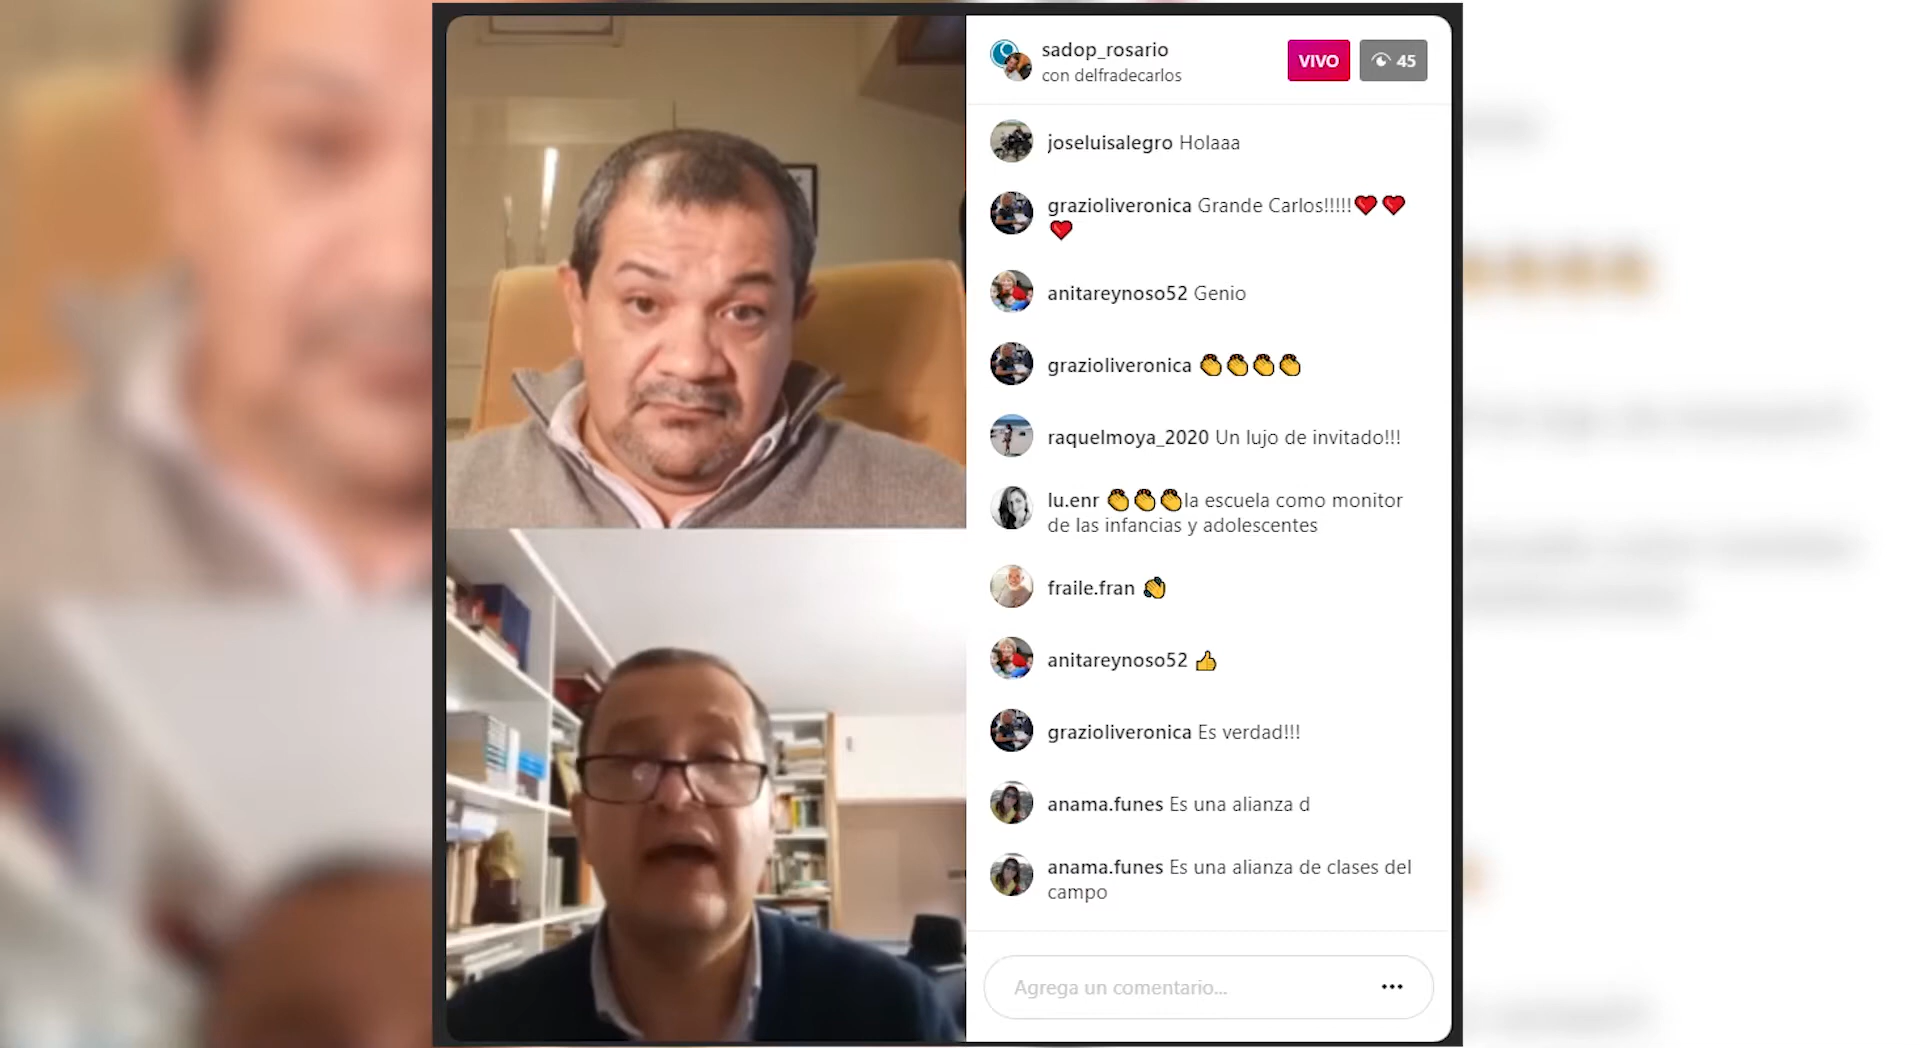 sadop_rosario
con delfradecarlos
VIVO
45
joseluisalegro Holaaa
grazioliveronica Grande Carlos!!!!!❤️❤️
❤️
anitareynoso52 Genio
grazioliveronica 👏👏👏👏
raquelmoya_2020 Un lujo de invitado!!!
lu.enr 👏👏👏la escuela como monitor
de las infancias y adolescentes
fraile.fran 👏
anitareynoso52 👍
grazioliveronica Es verdad!!!
anama.funes Es una alianza d
anama.funes Es una alianza de clases del
campo
Agrega un comentario...